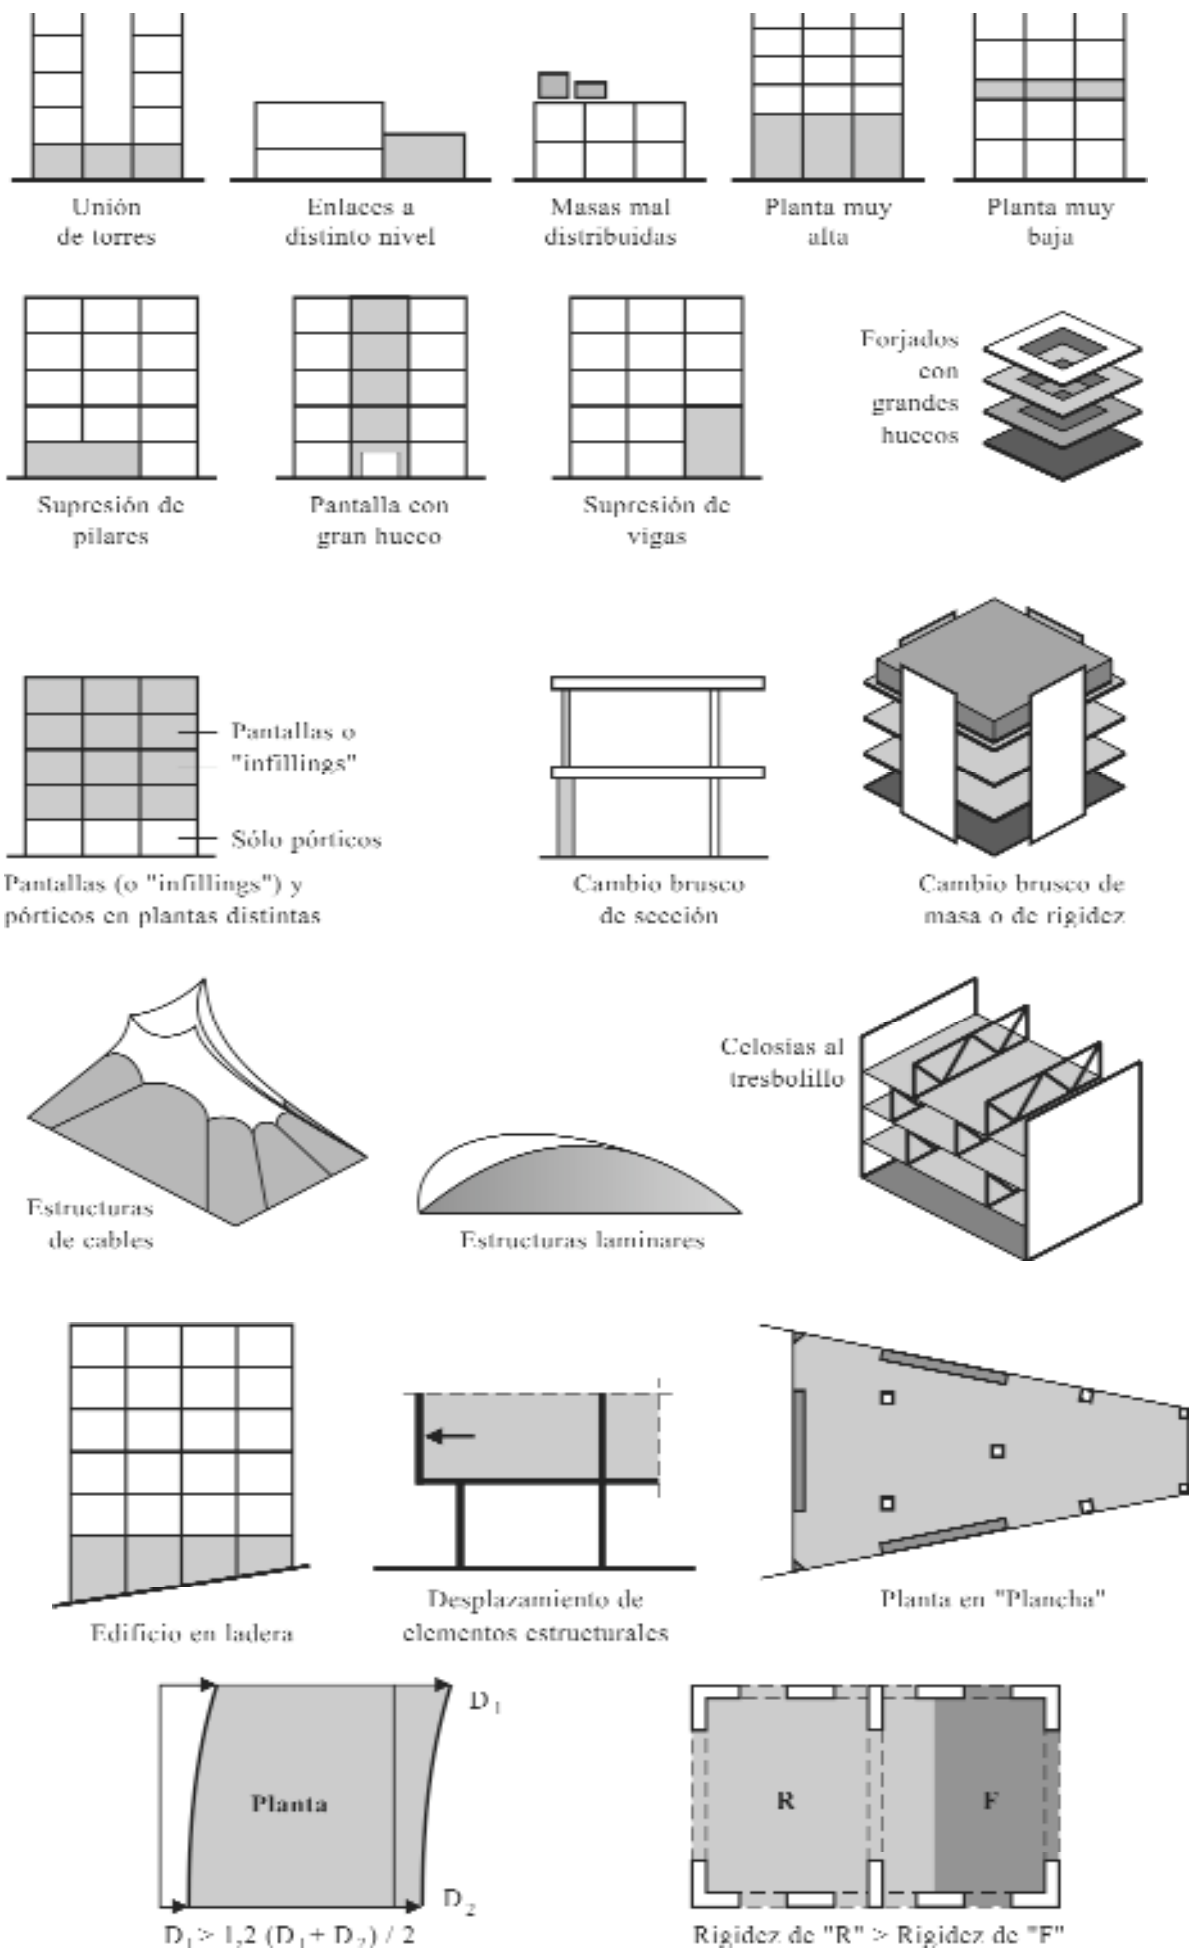 Unión
de torres
Enlaces a
distinto nivel
Masas mal
distribuidas
Planta muy
alta
Planta muy
baja
Supresión de
pilares
Pantalla con
gran hueco
Supresión de
vigas
Forjados
con
grandes
huecos
Pantallas o
"infillings"
Sólo pórticos
Pantallas (o "infillings") y
pórticos en plantas distintas
Cambio brusco
de sección
Cambio brusco de
masa o de rigidez
Estructuras
de cables
Estructuras laminares
Celosías al
tresbolillo
Edificio en ladera
Desplazamiento de
elementos estructurales
Planta en "Plancha"
D₁
Planta
D₂
D₁ > 1,2 (D₁ + D₂) / 2
R
F
Rigidez de "R" > Rigidez de "F"